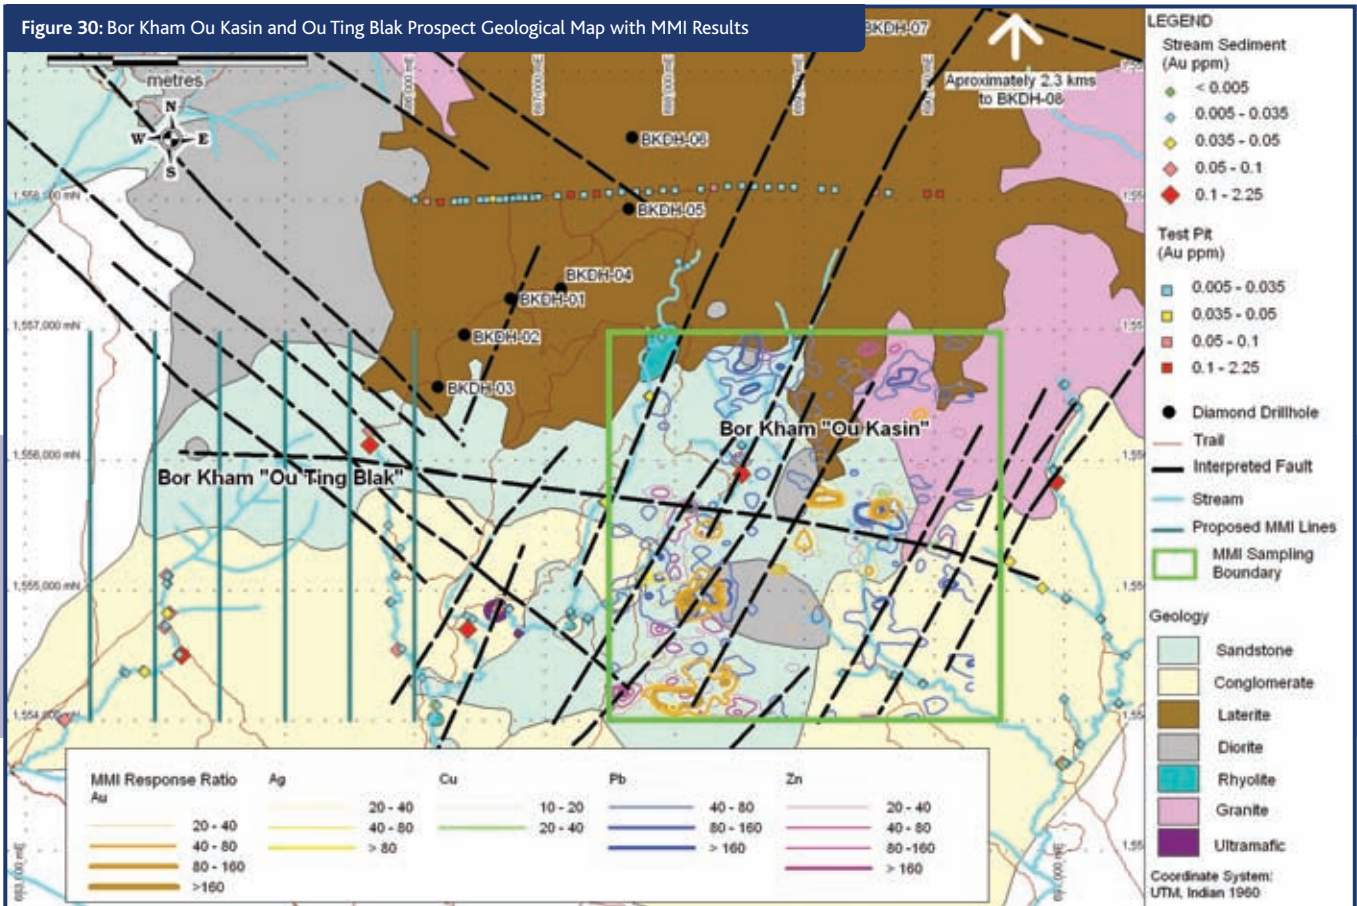 Figure 30: Bor Kham Ou Kasin and Ou Ting Blak Prospect Geological Map with MMI Results
metres
N
W E
S
BKDH-07
Aproximately 2.3 kms
to BKDH-08
BKDH-06
BKDH-05
BKDH-04
BKDH-01
BKDH-02
BKDH-03
1,557,000 mN
1,556,000 mN
1,555,000 mN
Bor Kham "Ou Kasin"
Bor Kham "Ou Ting Blak"
LEGEND
Stream Sediment
(Au ppm)
< 0.005
0.005 - 0.035
0.035 - 0.05
0.05 - 0.1
0.1 - 2.25
Test Pit
(Au ppm)
0.005 - 0.035
0.035 - 0.05
0.05 - 0.1
0.1 - 2.25
Diamond Drillhole
Trail
Interpreted Fault
Stream
Proposed MMI Lines
MMI Sampling
Boundary
Geology
Sandstone
Conglomerate
Laterite
Diorite
Rhyolite
Granite
Ultramafic
Coordinate System:
UTM, Indian 1960
MMI Response Ratio
Au
20 - 40
40 - 80
80 - 160
>160
Ag
20 - 40
40 - 80
> 80
Cu
10 - 20
20 - 40
Pb
40 - 80
80 - 160
> 160
Zn
20 - 40
40 - 80
80 -160
> 160